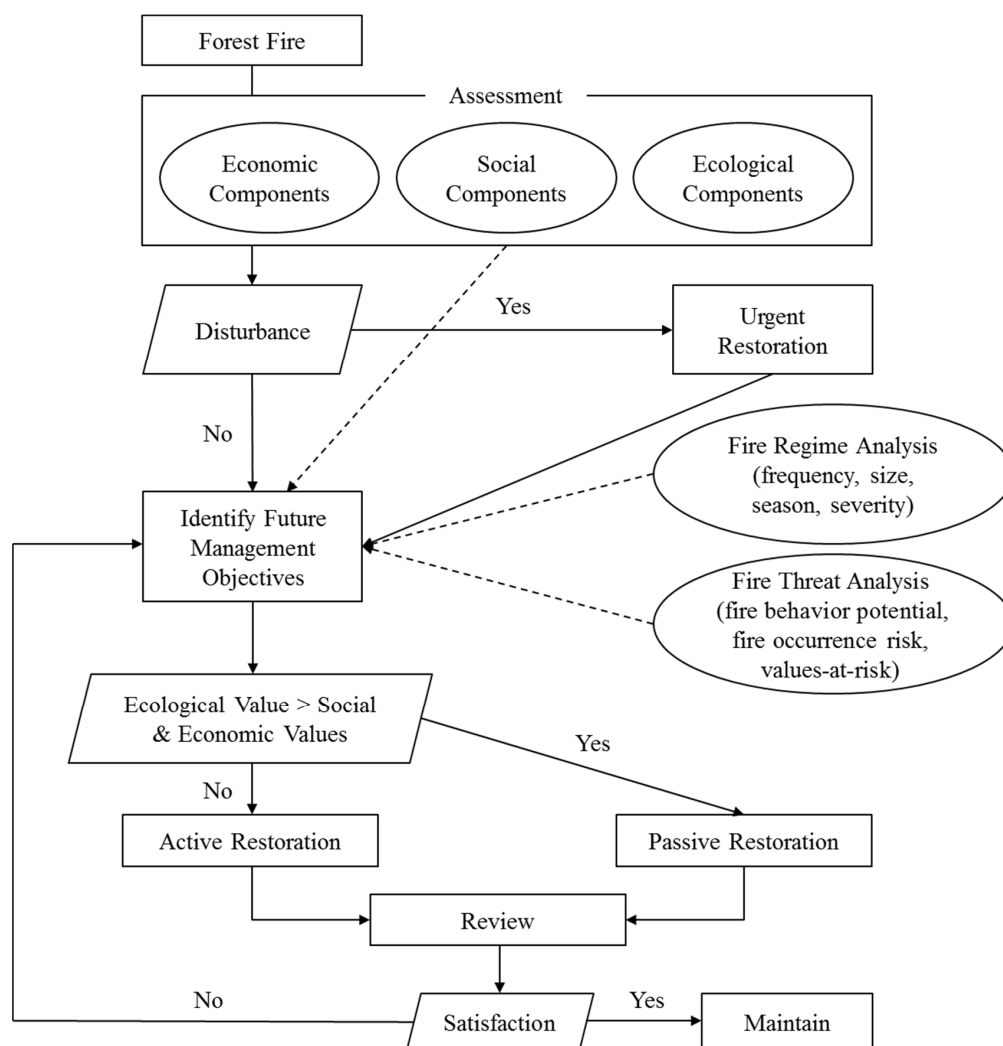 Forest Fire
Assessment
Economic
Components
Social
Components
Ecological
Components
Disturbance
Yes
Urgent
Restoration
No
Fire Regime Analysis
(frequency, size,
season, severity)
Identify Future
Management
Objectives
Fire Threat Analysis
(fire behavior potential,
fire occurrence risk,
values-at-risk)
Ecological Value > Social
& Economic Values
Yes
No
Active Restoration
Passive Restoration
Review
No
Satisfaction
Yes
Maintain